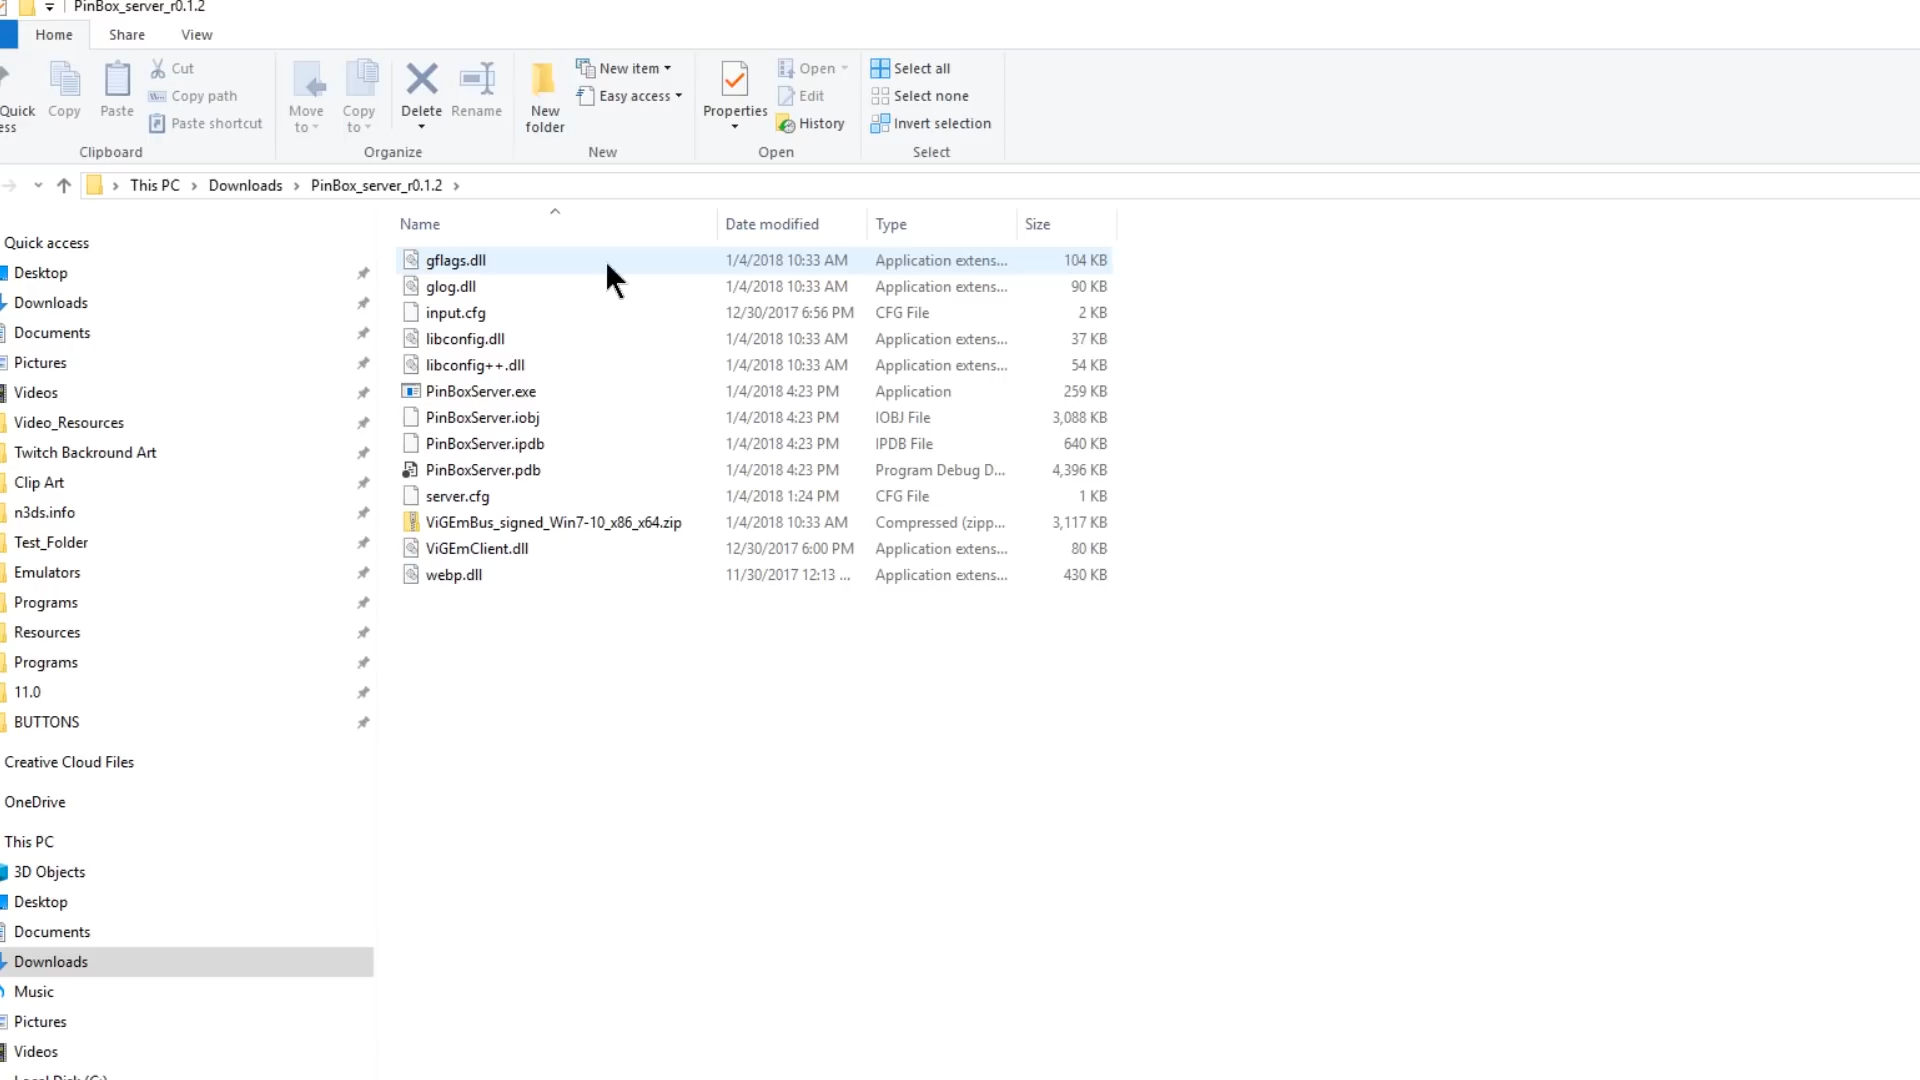 PinBox_server_r0.1.2
Home Share View
Quick
ess
Copy
Paste
Cut
Copy path
Paste shortcut
Clipboard
Move
to
Copy
to
Delete
Rename
Organize
New
folder
New item
Easy access
New
Properties
Open
Edit
History
Open
Select all
Select none
Invert selection
Select
This PC > Downloads > PinBox_server_r0.1.2 >
Name Date modified Type Size
gflags.dll 1/4/2018 10:33 AM Application extens... 104 KB
glog.dll 1/4/2018 10:33 AM Application extens... 90 KB
input.cfg 12/30/2017 6:56 PM CFG File 2 KB
libconfig.dll 1/4/2018 10:33 AM Application extens... 37 KB
libconfig++.dll 1/4/2018 10:33 AM Application extens... 54 KB
PinBoxServer.exe 1/4/2018 4:23 PM Application 259 KB
PinBoxServer.iobj 1/4/2018 4:23 PM IOBJ File 3,088 KB
PinBoxServer.ipdb 1/4/2018 4:23 PM IPDB File 640 KB
PinBoxServer.pdb 1/4/2018 4:23 PM Program Debug D... 4,396 KB
server.cfg 1/4/2018 1:24 PM CFG File 1 KB
ViGEmBus_signed_Win7-10_x86_x64.zip 1/4/2018 10:33 AM Compressed (zipp... 3,117 KB
ViGEmClient.dll 12/30/2017 6:00 PM Application extens... 80 KB
webp.dll 11/30/2017 12:13 ... Application extens... 430 KB
Quick access
Desktop
Downloads
Documents
Pictures
Videos
Video_Resources
Twitch Backround Art
Clip Art
n3ds.info
Test_Folder
Emulators
Programs
Resources
Programs
11.0
BUTTONS
Creative Cloud Files
OneDrive
This PC
3D Objects
Desktop
Documents
Downloads
Music
Pictures
Videos
Local Disk (C:)